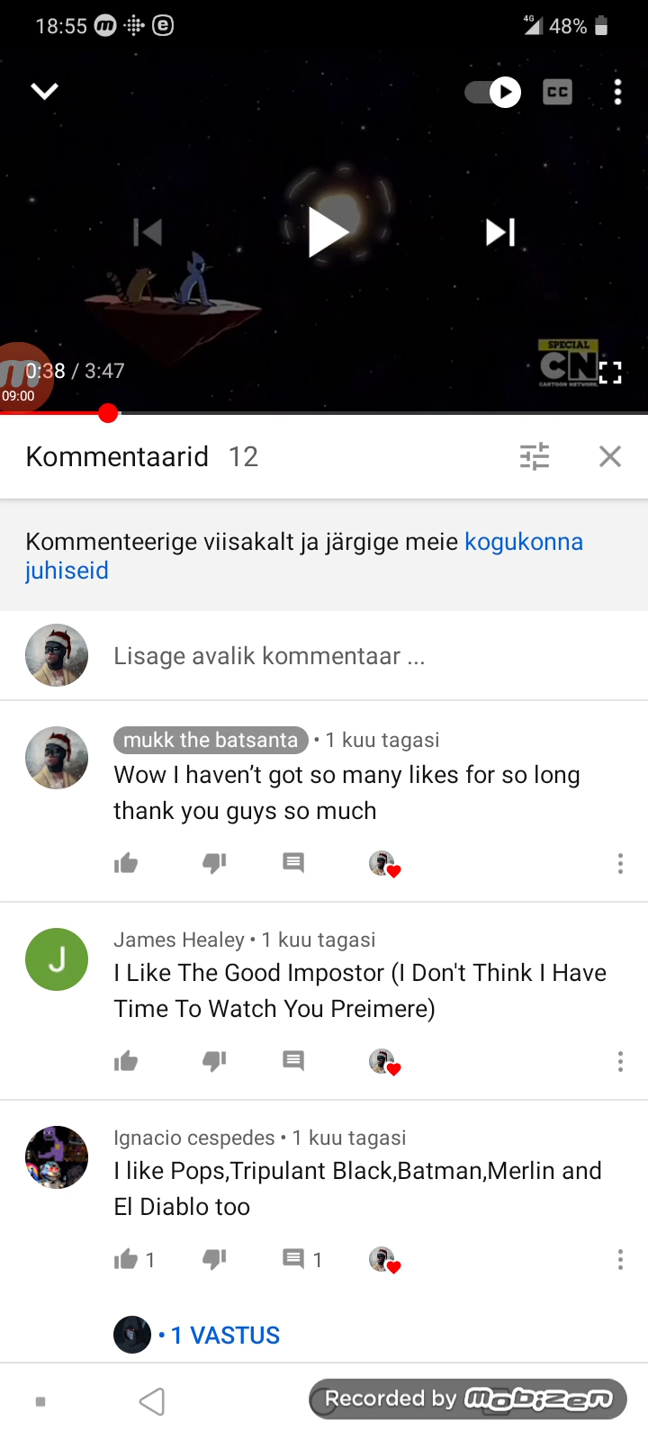 18:55
4G
48%
CC
SPECIAL
CN
CARTOON NETWORK
0:38 / 3:47
09:00
Kommentaarid 12
Kommenteerige viisakalt ja järgige meie kogukonna
juhiseid
Lisage avalik kommentaar ...
mukk the batsanta • 1 kuu tagasi
Wow I haven’t got so many likes for so long
thank you guys so much
J
James Healey • 1 kuu tagasi
I Like The Good Impostor (I Don't Think I Have
Time To Watch You Preimere)
Ignacio cespedes • 1 kuu tagasi
I like Pops,Tripulant Black,Batman,Merlin and
El Diablo too
1 1
• 1 VASTUS
Recorded by mobizen